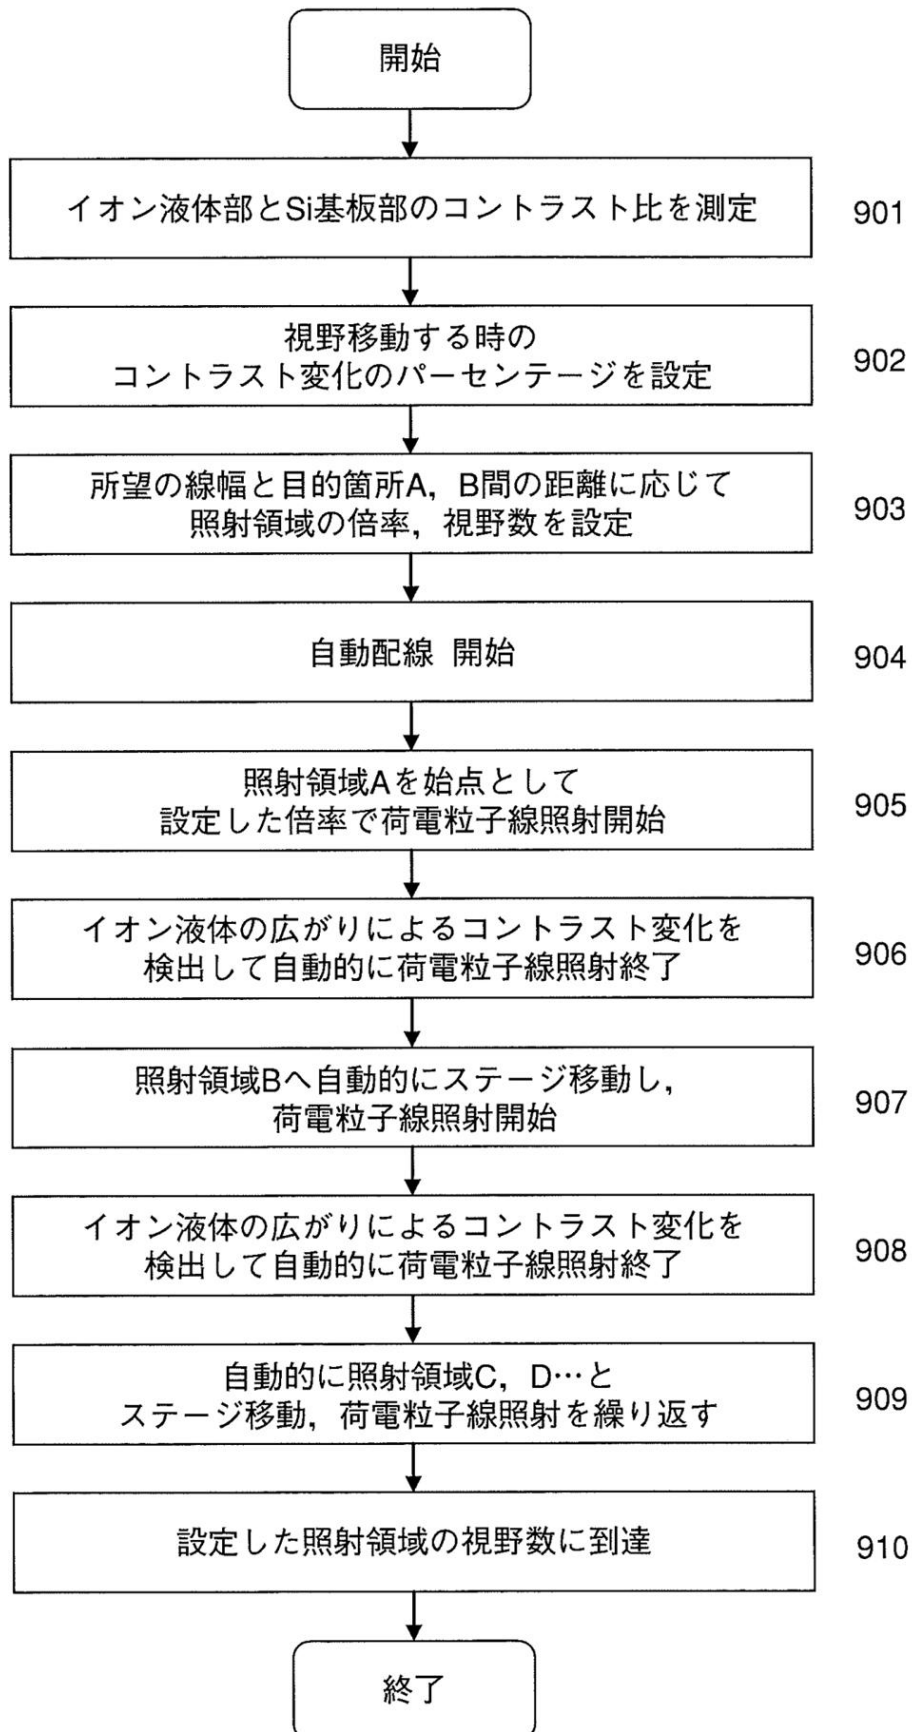 開始
イオン液体部とSi基板部のコントラスト比を測定
901
視野移動する時の
コントラスト変化のパーセンテージを設定
902
所望の線幅と目的箇所A，B間の距離に応じて
照射領域の倍率，視野数を設定
903
自動配線 開始
904
照射領域Aを始点として
設定した倍率で荷電粒子線照射開始
905
イオン液体の広がりによるコントラスト変化を
検出して自動的に荷電粒子線照射終了
906
照射領域Bへ自動的にステージ移動し，
荷電粒子線照射開始
907
イオン液体の広がりによるコントラスト変化を
検出して自動的に荷電粒子線照射終了
908
自動的に照射領域C，D…と
ステージ移動，荷電粒子線照射を繰り返す
909
設定した照射領域の視野数に到達
910
終了